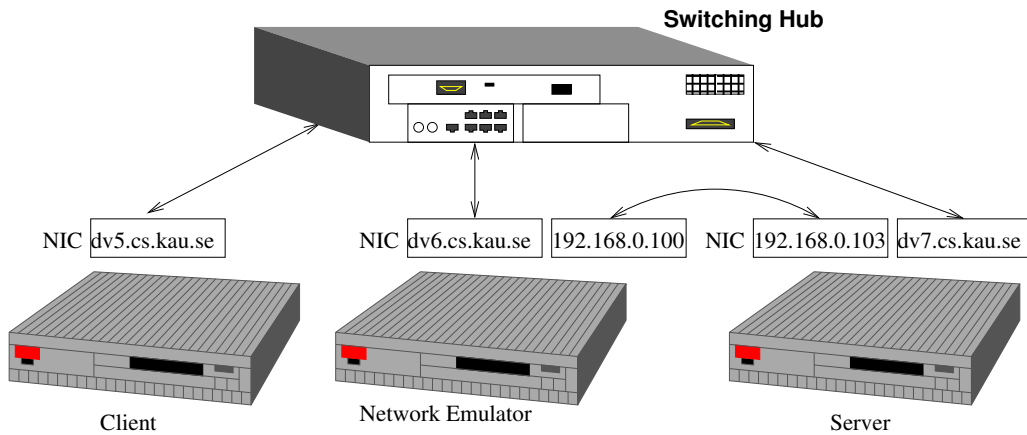 Switching Hub
NIC dv5.cs.kau.se
NIC dv6.cs.kau.se 192.168.0.100
NIC 192.168.0.103 dv7.cs.kau.se
Client
Network Emulator
Server